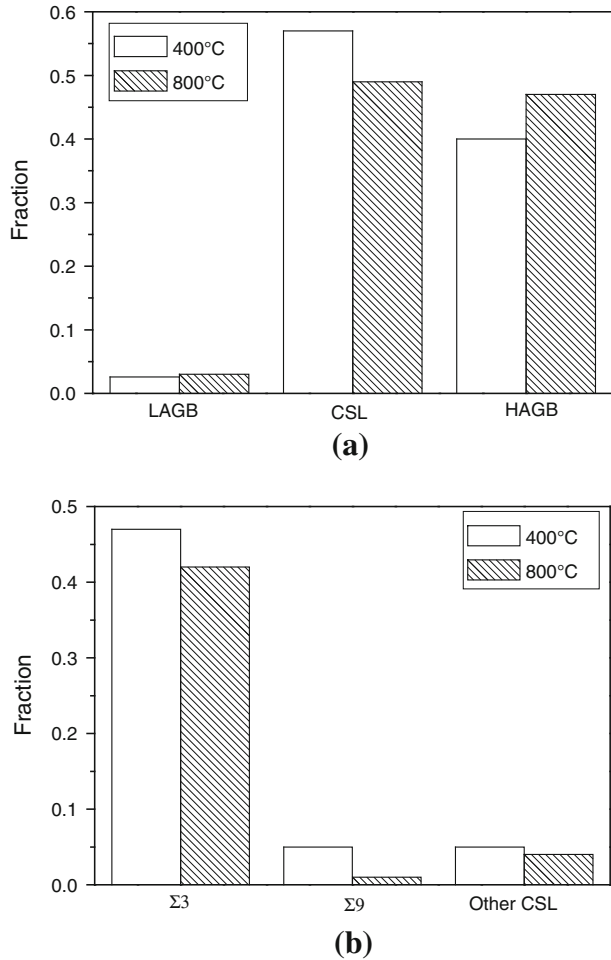 0.6
0.5
0.4
0.3
0.2
0.1
0.0
Fraction
400°C
800°C
LAGB CSL HAGB
(a)
0.5
0.4
0.3
0.2
0.1
0.0
Fraction
400°C
800°C
Σ3 Σ9 Other CSL
(b)